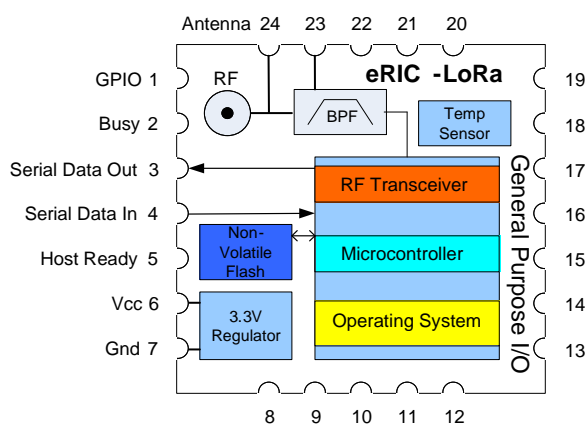 Antenna 24 23 22 21 20
eRIC -LoRa
GPIO 1
RF
19
BPF
Temp
Sensor
Busy 2
18
Serial Data Out 3
17
RF Transceiver
Serial Data In 4
16
Non-
Volatile
Flash
Host Ready 5
Microcontroller
15
General Purpose I/O
Vcc 6
14
3.3V
Regulator
Operating System
Gnd 7
13
8 9 10 11 12